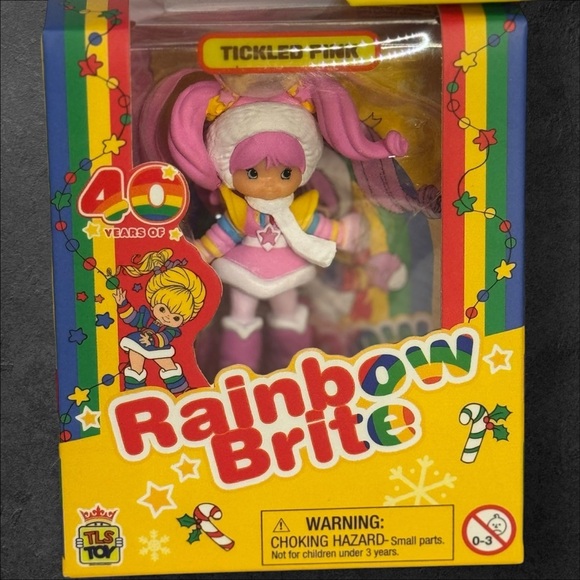 TICKLED PINK
40
YEARS OF
Rainbow
Brite
TLS
TOY
WARNING:
CHOKING HAZARD-Small parts.
Not for children under 3 years.
0-3